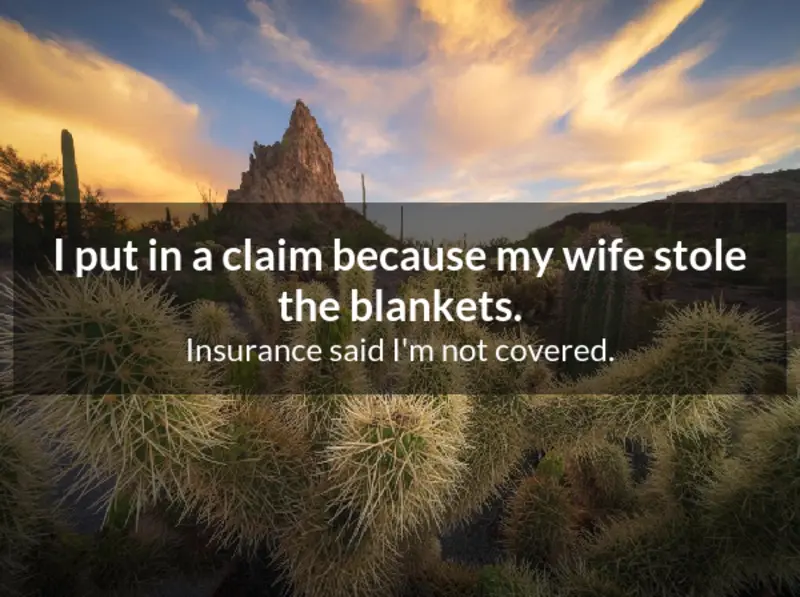 I put in a claim because my wife stole
the blankets.
Insurance said I'm not covered.